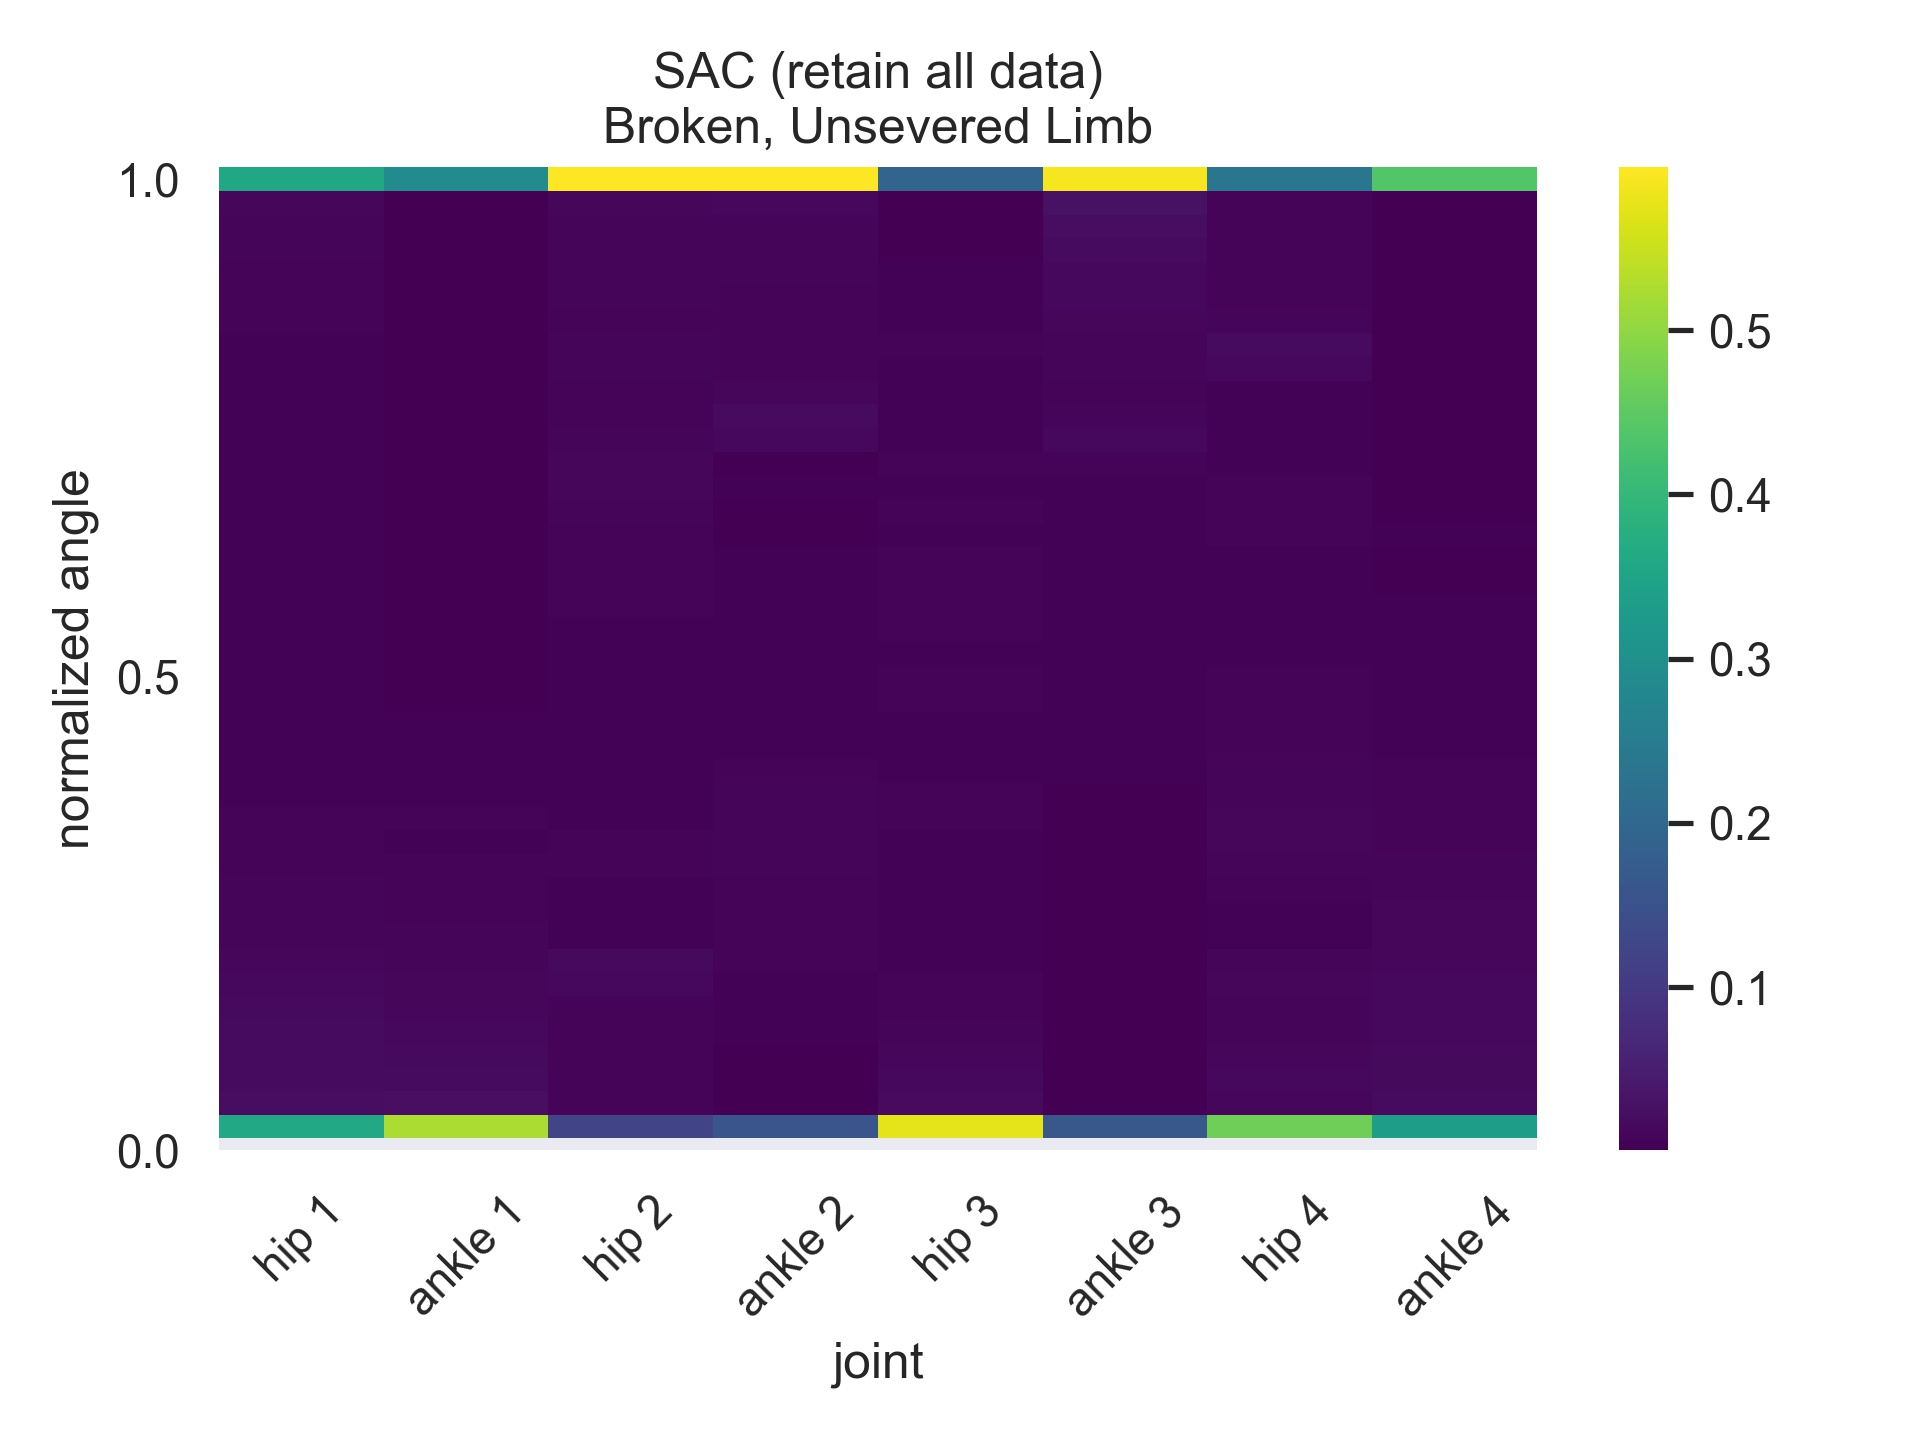 SAC (retain all data)
Broken, Unsevered Limb
1.0
0.5
0.0
normalized angle
hip 1
ankle 1
hip 2
ankle 2
hip 3
ankle 3
hip 4
ankle 4
joint
0.5
0.4
0.3
0.2
0.1